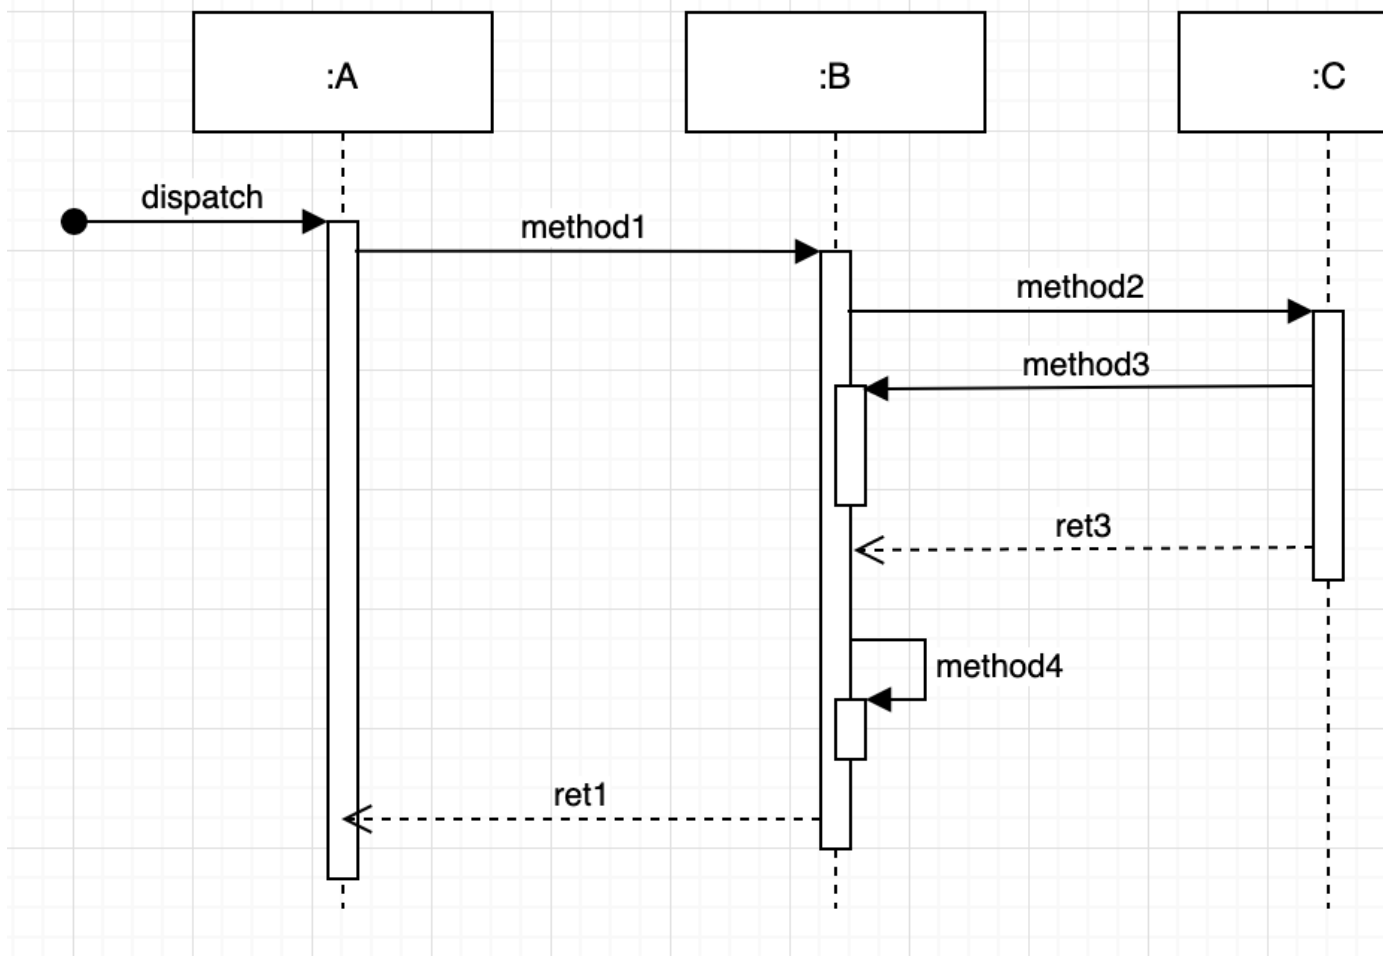 :A
:B
:C
dispatch
method1
method2
method3
ret3
method4
ret1